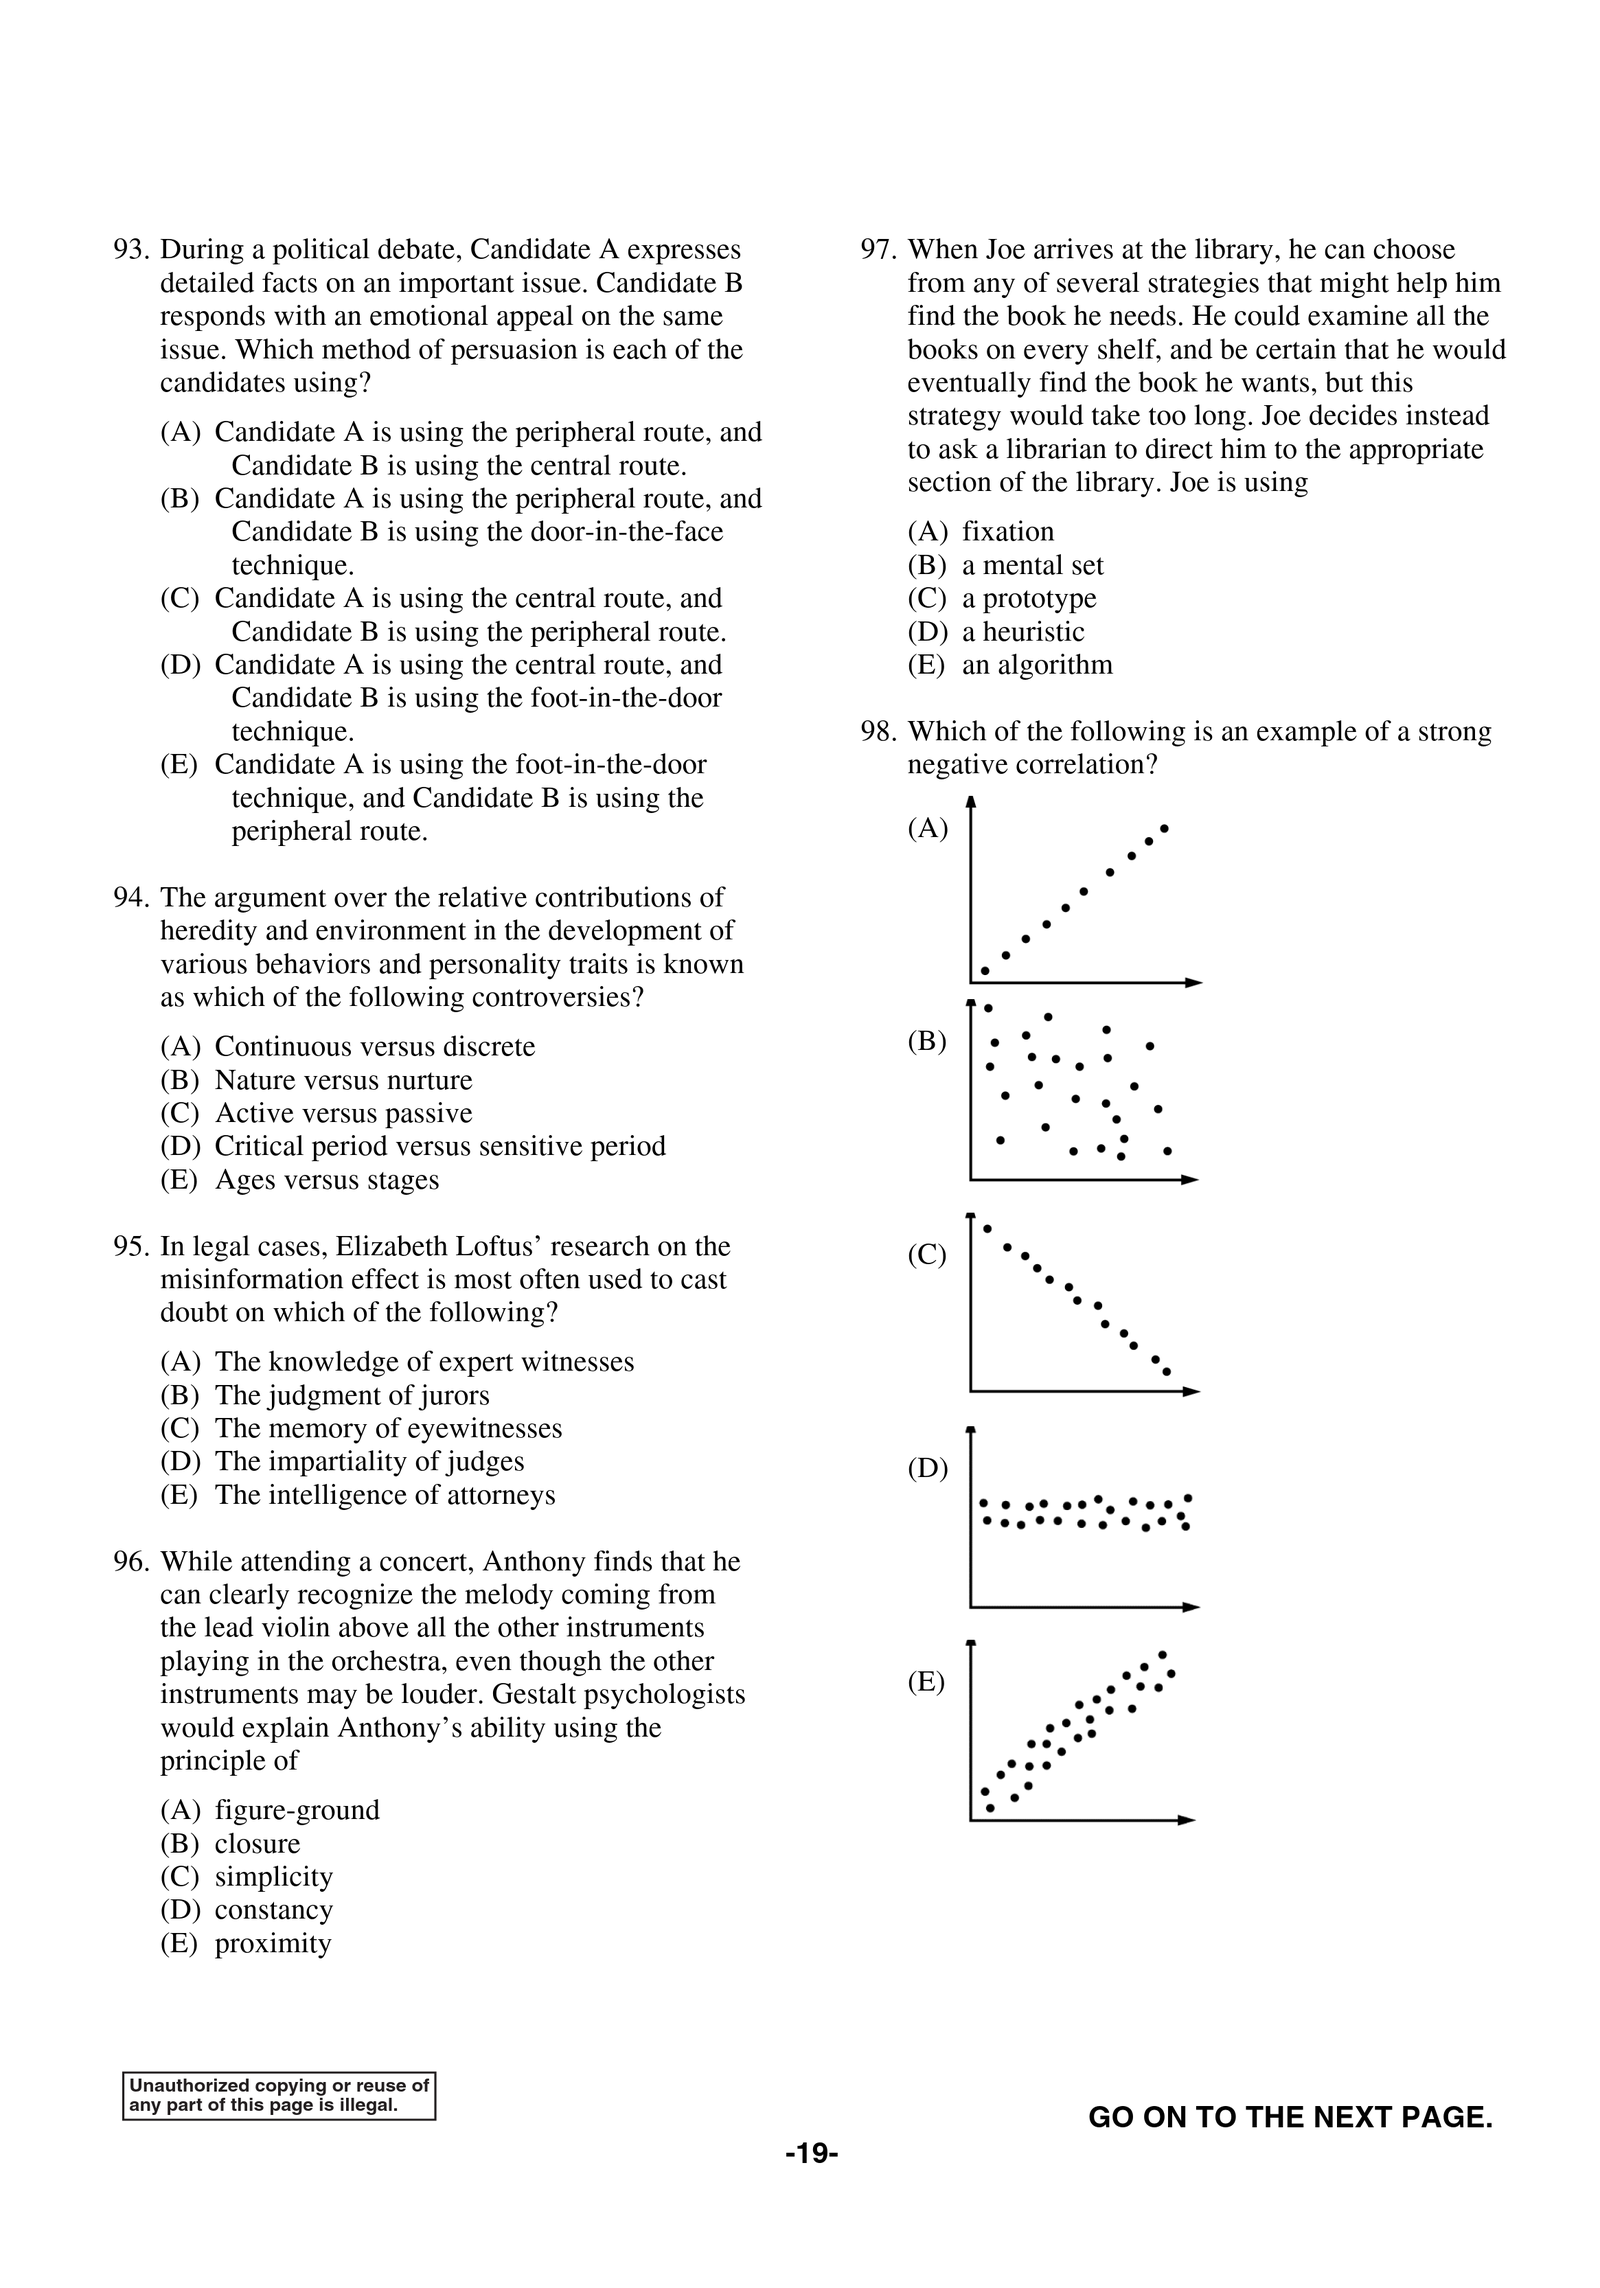 93. During a political debate, Candidate A expresses
detailed facts on an important issue. Candidate B
responds with an emotional appeal on the same
issue. Which method of persuasion is each of the
candidates using?
(A) Candidate A is using the peripheral route, and
Candidate B is using the central route.
(B) Candidate A is using the peripheral route, and
Candidate B is using the door-in-the-face
technique.
(C) Candidate A is using the central route, and
Candidate B is using the peripheral route.
(D) Candidate A is using the central route, and
Candidate B is using the foot-in-the-door
technique.
(E) Candidate A is using the foot-in-the-door
technique, and Candidate B is using the
peripheral route.
94. The argument over the relative contributions of
heredity and environment in the development of
various behaviors and personality traits is known
as which of the following controversies?
(A) Continuous versus discrete
(B) Nature versus nurture
(C) Active versus passive
(D) Critical period versus sensitive period
(E) Ages versus stages
95. In legal cases, Elizabeth Loftus’ research on the
misinformation effect is most often used to cast
doubt on which of the following?
(A) The knowledge of expert witnesses
(B) The judgment of jurors
(C) The memory of eyewitnesses
(D) The impartiality of judges
(E) The intelligence of attorneys
96. While attending a concert, Anthony finds that he
can clearly recognize the melody coming from
the lead violin above all the other instruments
playing in the orchestra, even though the other
instruments may be louder. Gestalt psychologists
would explain Anthony’s ability using the
principle of
(A) figure-ground
(B) closure
(C) simplicity
(D) constancy
(E) proximity
97. When Joe arrives at the library, he can choose
from any of several strategies that might help him
find the book he needs. He could examine all the
books on every shelf, and be certain that he would
eventually find the book he wants, but this
strategy would take too long. Joe decides instead
to ask a librarian to direct him to the appropriate
section of the library. Joe is using
(A) fixation
(B) a mental set
(C) a prototype
(D) a heuristic
(E) an algorithm
98. Which of the following is an example of a strong
negative correlation?
(A)
(B)
(C)
(D)
(E)
Unauthorized copying or reuse of
any part of this page is illegal.
GO ON TO THE NEXT PAGE.
-19-